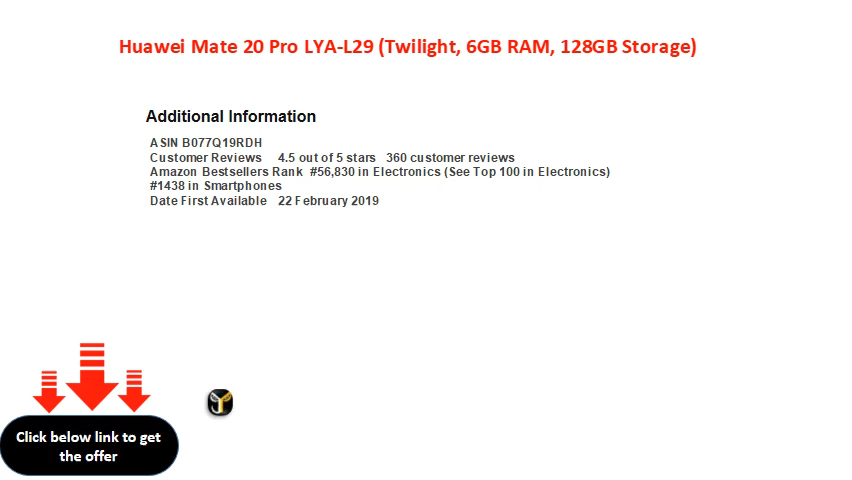 Huawei Mate 20 Pro LYA-L29 (Twilight, 6GB RAM, 128GB Storage)
Additional Information
ASIN B077Q19RDH
Customer Reviews 4.5 out of 5 stars 360 customer reviews
Amazon Bestsellers Rank #56,830 in Electronics (See Top 100 in Electronics)
#1438 in Smartphones
Date First Available 22 February 2019
Click below link to get
the offer